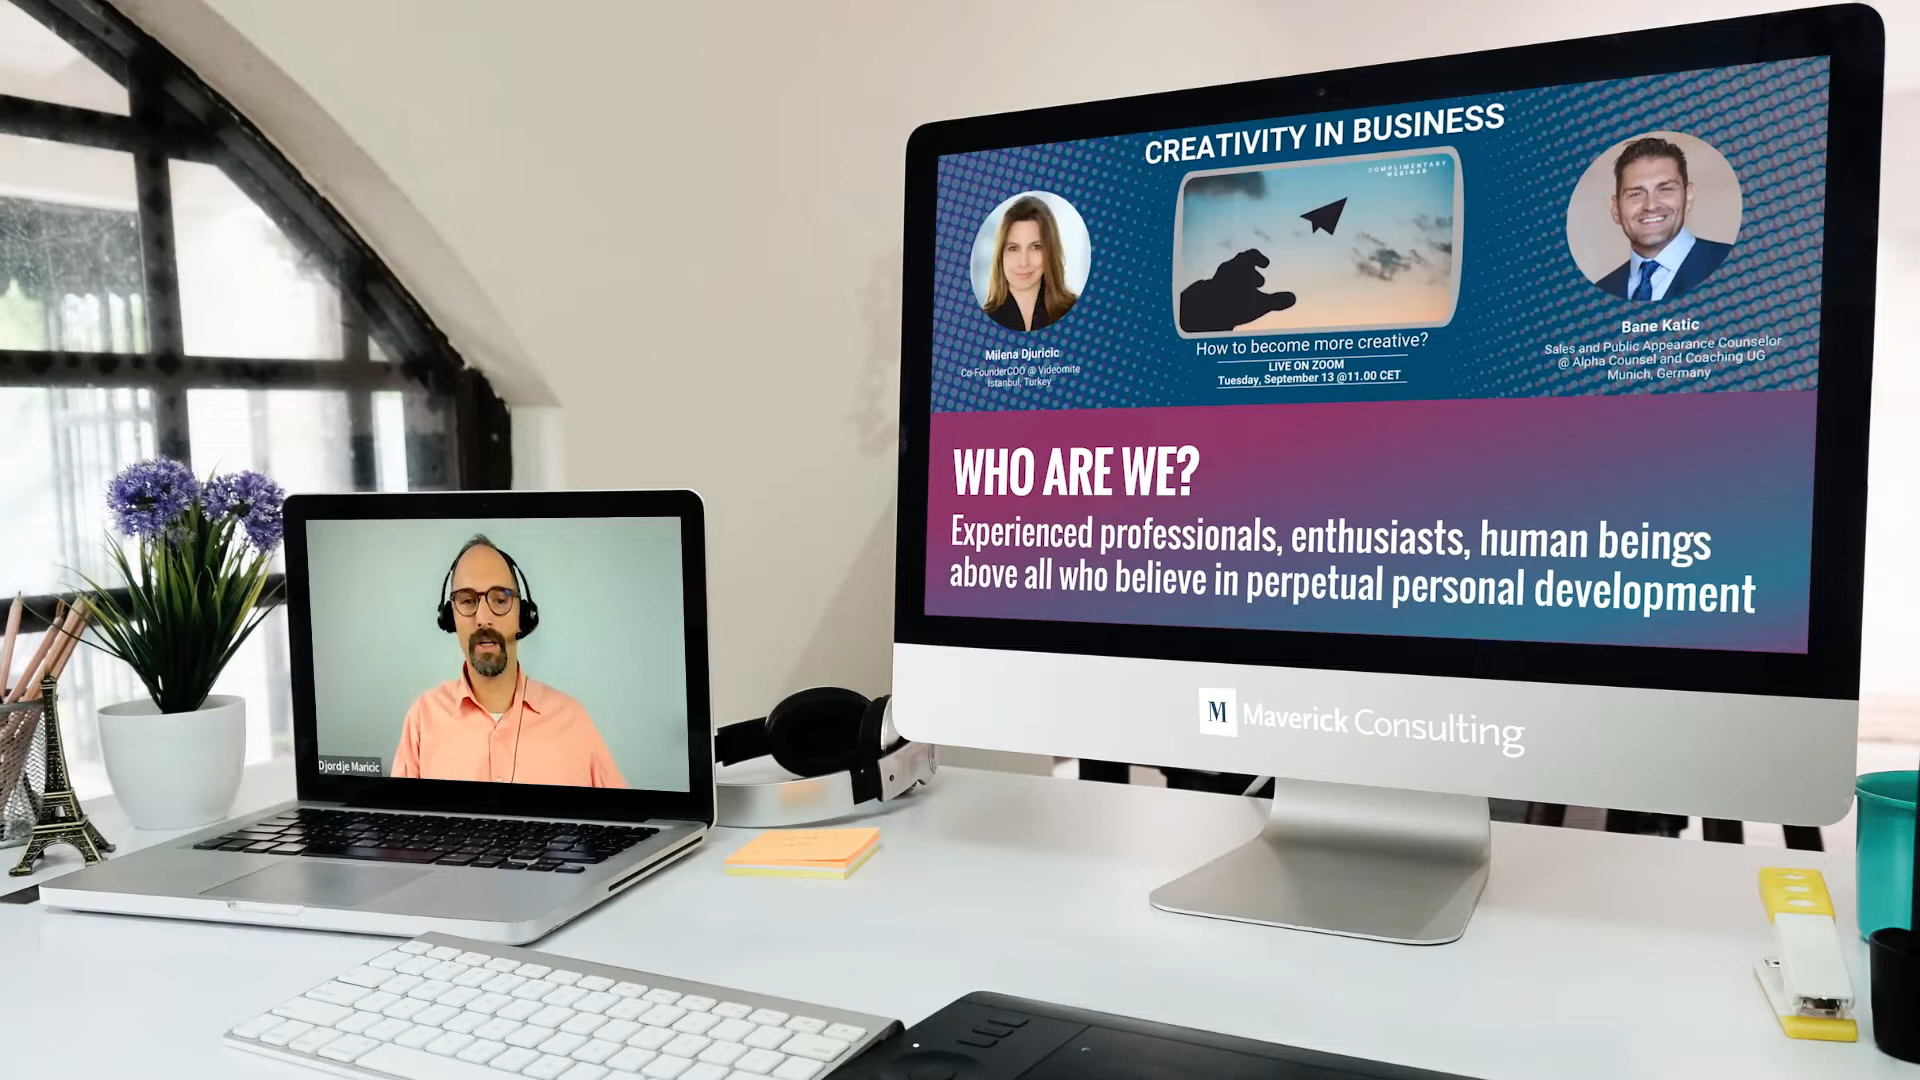 CREATIVITY IN BUSINESS
COMPLIMENTARY
WEBINAR
Milena Djuricic
Co-FounderCOO @ Videomite
Istanbul, Turkey
How to become more creative?
LIVE ON ZOOM
Tuesday, September 13 @11.00 CET
Bane Katic
Sales and Public Appearance Counselor
@ Alpha Counsel and Coaching UG
Munich, Germany
WHO ARE WE?
Experienced professionals, enthusiasts, human beings
above all who believe in perpetual personal development
M Maverick Consulting
Djordje Maricic